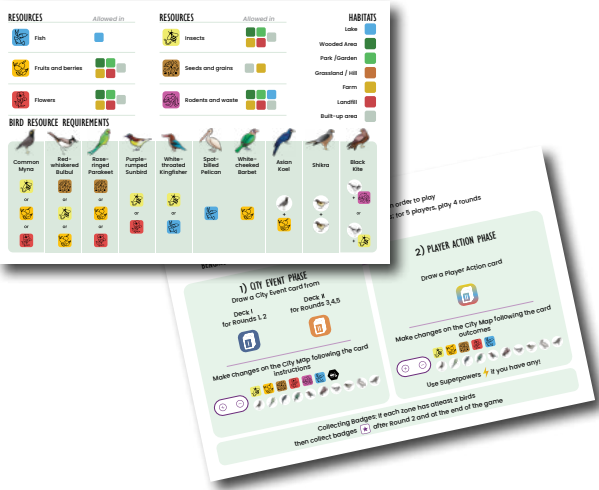 RESOURCES
Allowed in
Fish
Fruits and berries
Flowers
RESOURCES
Allowed in
Insects
Seeds and grains
Rodents and waste
HABITATS
Lake
Wooded Area
Park /Garden
Grassland / Hill
Farm
Landfill
Built-up area
BIRD RESOURCE REQUIREMENTS
Common
Myna
or
or
Red-
whiskered
Bulbul
or
or
Rose-
ringed
Parakeet
or
or
Purple-
rumped
Sunbird
or
White-
throated
Kingfisher
or
Spot-
billed
Pelican
White-
cheeked
Barbet
Asian
Koel
+
Shikra
+
Black
Kite
+
or
+
order to play
for 5 players, play 4 rounds
1) CITY EVENT PHASE
Draw a City Event card from
Deck I
for Rounds 1, 2
Deck II
for Rounds 3,4,5
Make changes on the City Map following the card
instructions
2) PLAYER ACTION PHASE
Draw a Player Action card
Make changes on the City Map following the card
outcomes
Use Superpowers if you have any!
Collecting Badges: If each zone has atleast 2 birds
then collect badges after Round 2 and at the end of the game